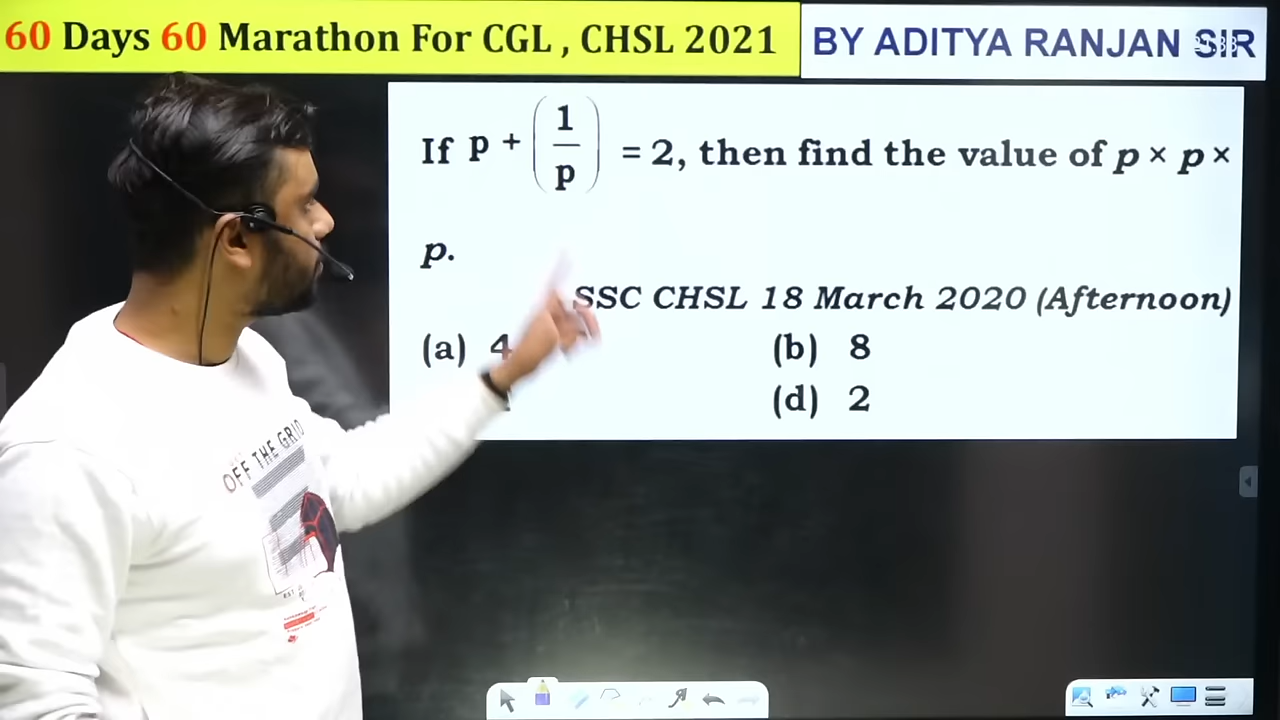 60 Days 60 Marathon For CGL , CHSL 2021
BY ADITYA RANJAN SIR
If p + (1/p) = 2, then find the value of p × p ×
p.
SSC CHSL 18 March 2020 (Afternoon)
(a) 4
(b) 8
(d) 2
OFF THE GRID